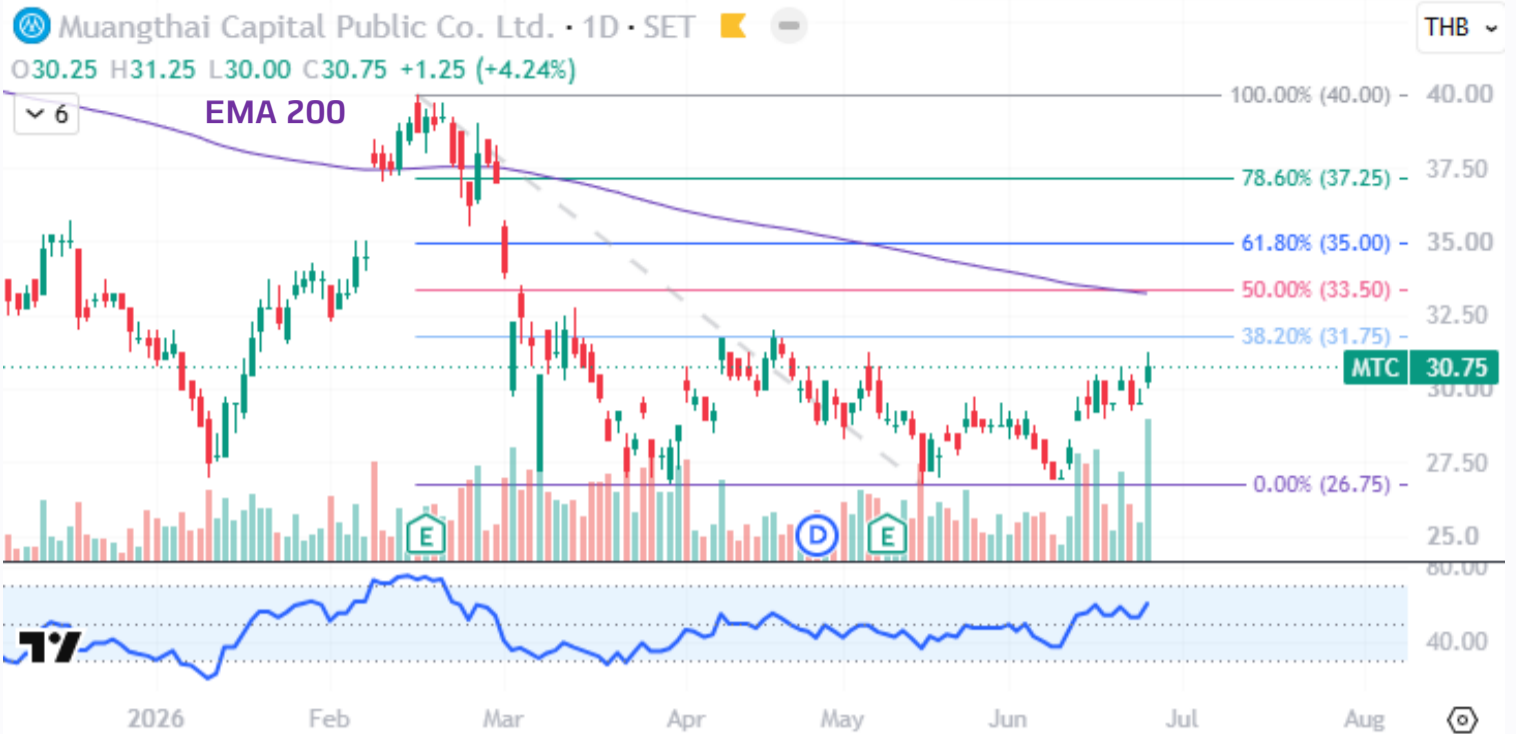 Muangthai Capital Public Co. Ltd. · 1D · SET
THB
O30.25 H31.25 L30.00 C30.75 +1.25 (+4.24%)
6
EMA 200
100.00% (40.00)
40.00
78.60% (37.25)
37.50
61.80% (35.00)
35.00
50.00% (33.50)
32.50
38.20% (31.75)
MTC 30.75
30.00
27.50
0.00% (26.75)
25.0
E
D
E
80.00
40.00
2026 Feb Mar Apr May Jun Jul Aug